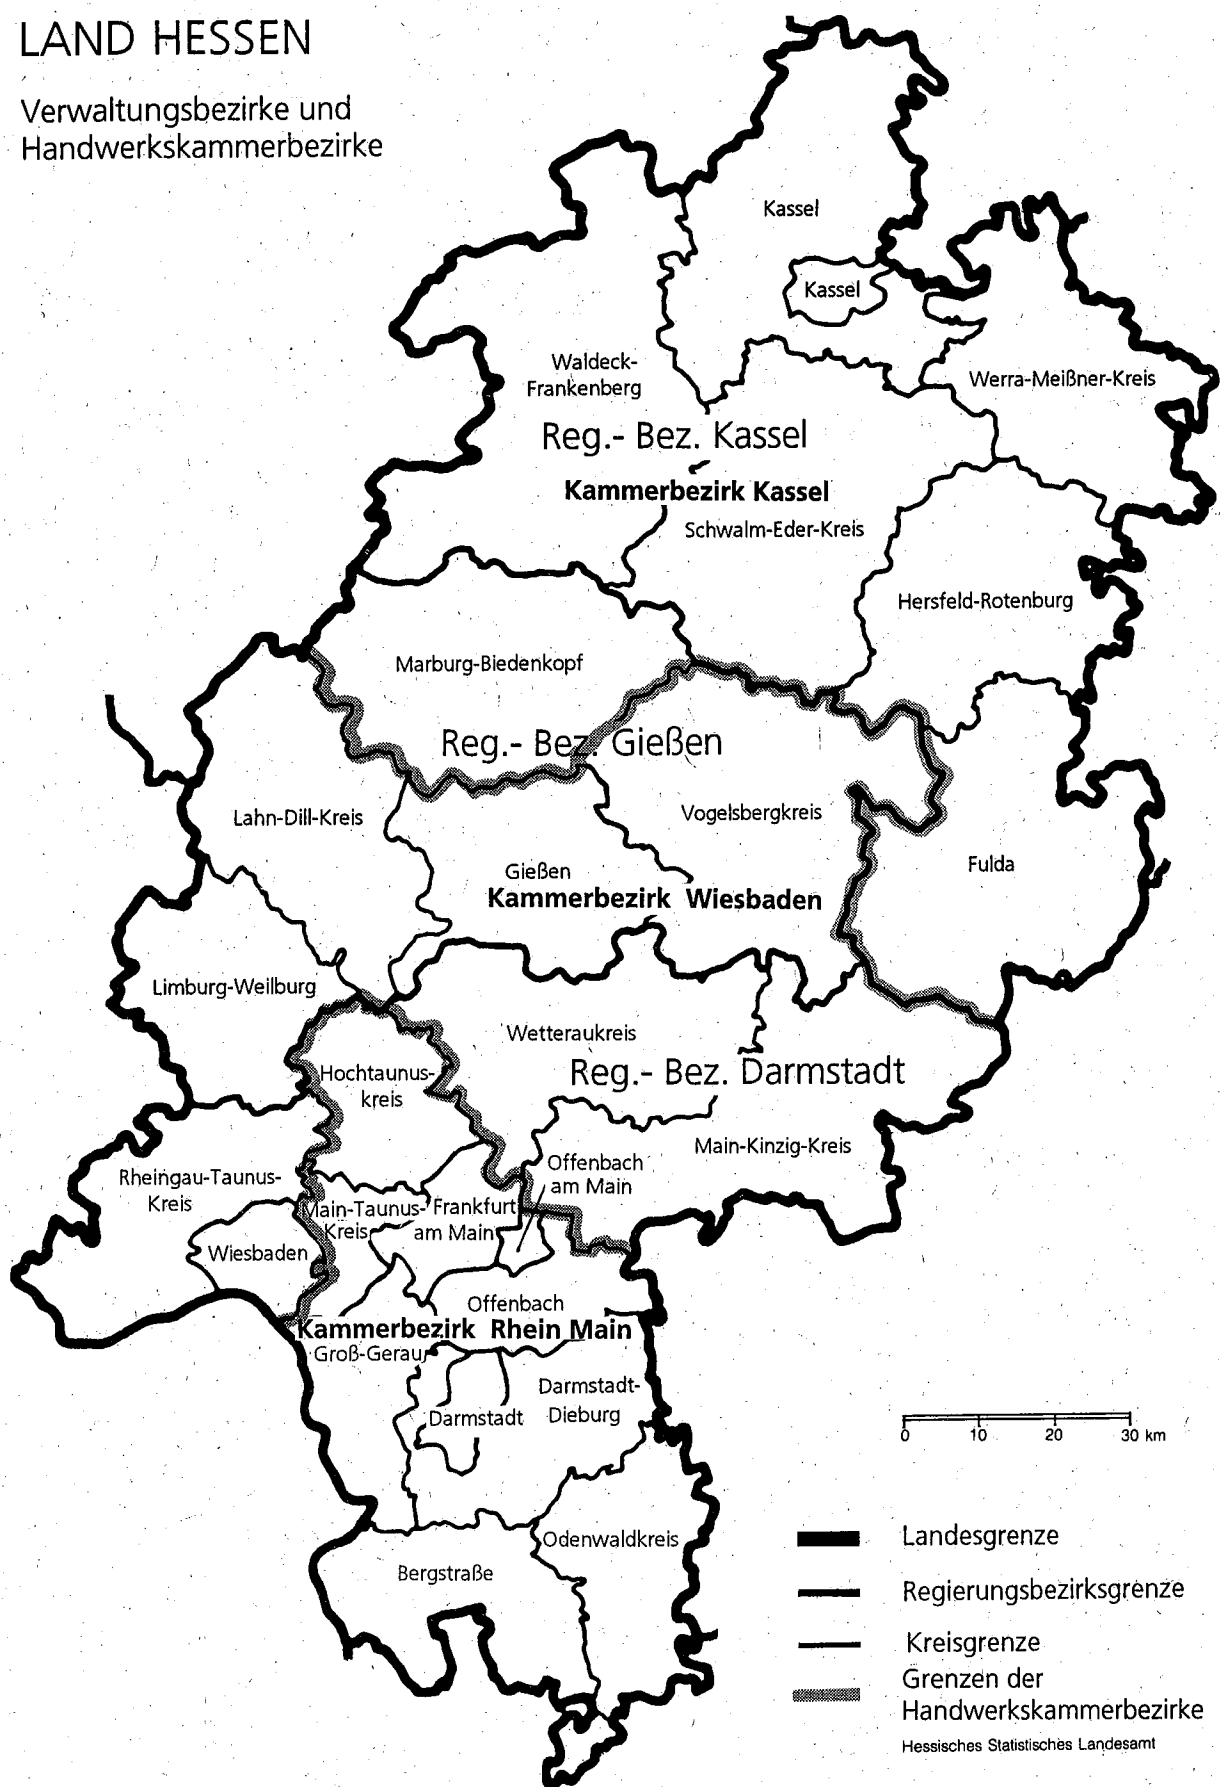 LAND HESSEN
Verwaltungsbezirke und
Handwerkskammerbezirke
Kassel
Kassel
Waldeck-
Frankenberg
Werra-Meißner-Kreis
Reg.- Bez. Kassel
Kammerbezirk Kassel
Schwalm-Eder-Kreis
Hersfeld-Rotenburg
Marburg-Biedenkopf
Reg.- Bez. Gießen
Lahn-Dill-Kreis
Vogelsbergkreis
Gießen
Fulda
Kammerbezirk Wiesbaden
Limburg-Weilburg
Wetteraukreis
Reg.- Bez. Darmstadt
Hochtaunus-
kreis
Main-Kinzig-Kreis
Offenbach
am Main
Rheingau-Taunus-
Kreis
Main-Taunus-
Kreis
Frankfurt
am Main
Wiesbaden
Offenbach
Kammerbezirk Rhein Main
Groß-Gerau
Darmstadt-
Dieburg
Darmstadt
Odenwaldkreis
Bergstraße
0 10 20 30 km
Landesgrenze
Regierungsbezirksgrenze
Kreisgrenze
Grenzen der
Handwerkskammerbezirke
Hessisches Statistisches Landesamt